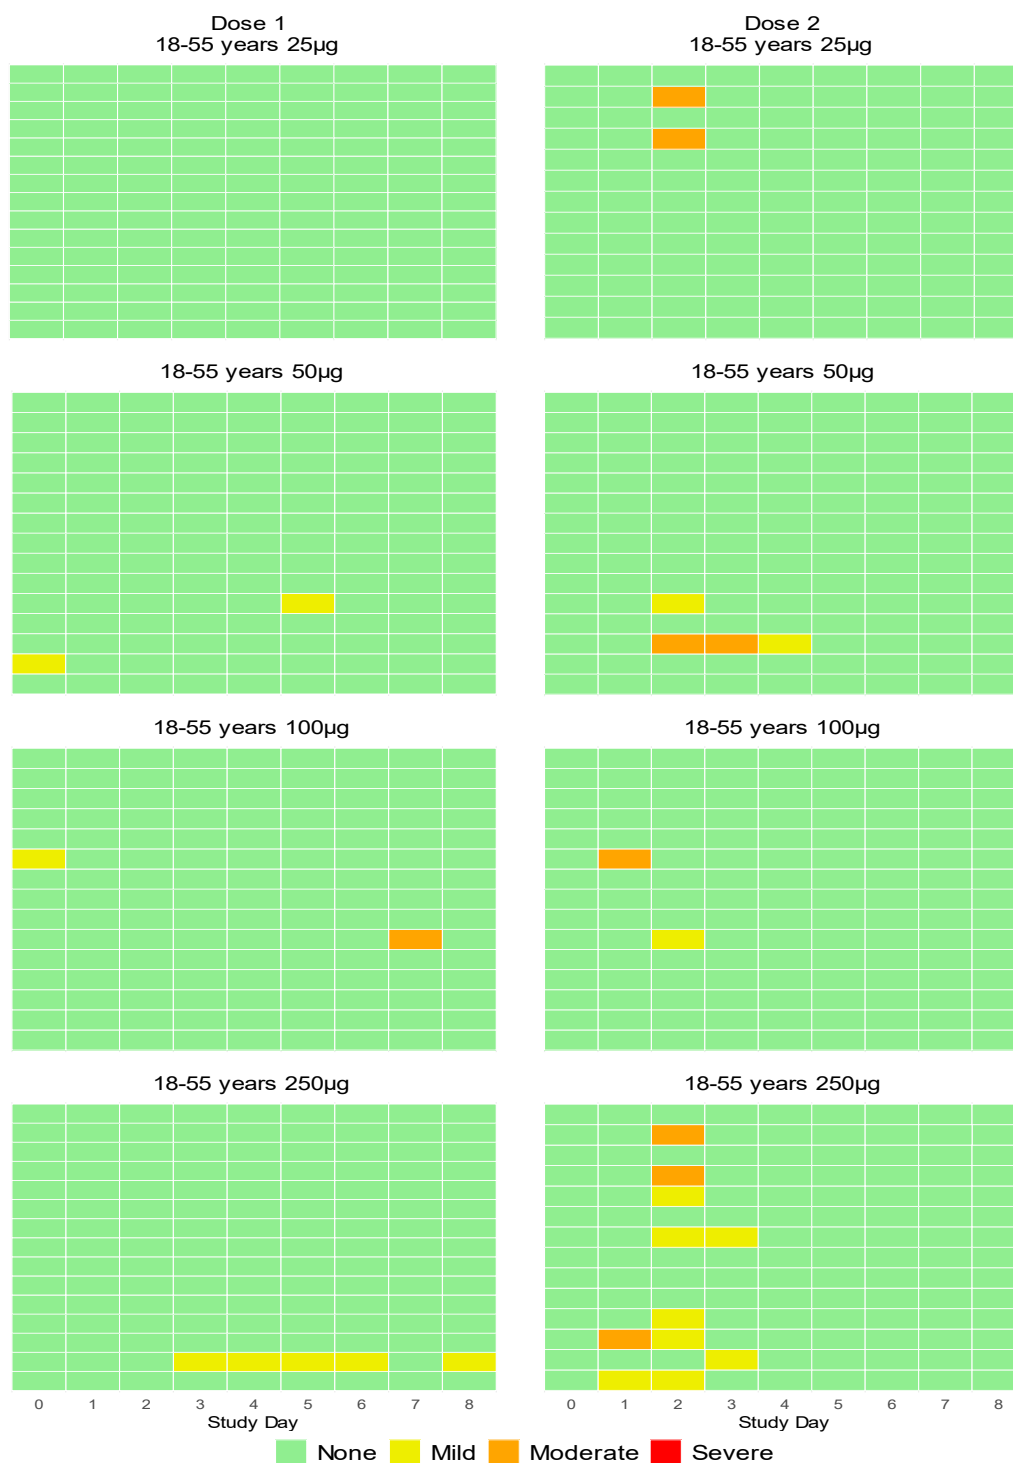 Dose 1
18-55 years 25µg
Dose 2
18-55 years 25µg
18-55 years 50µg
18-55 years 50µg
18-55 years 100µg
18-55 years 100µg
18-55 years 250µg
18-55 years 250µg
0 1 2 3 4 5 6 7 8
Study Day
0 1 2 3 4 5 6 7 8
Study Day
None Mild Moderate Severe